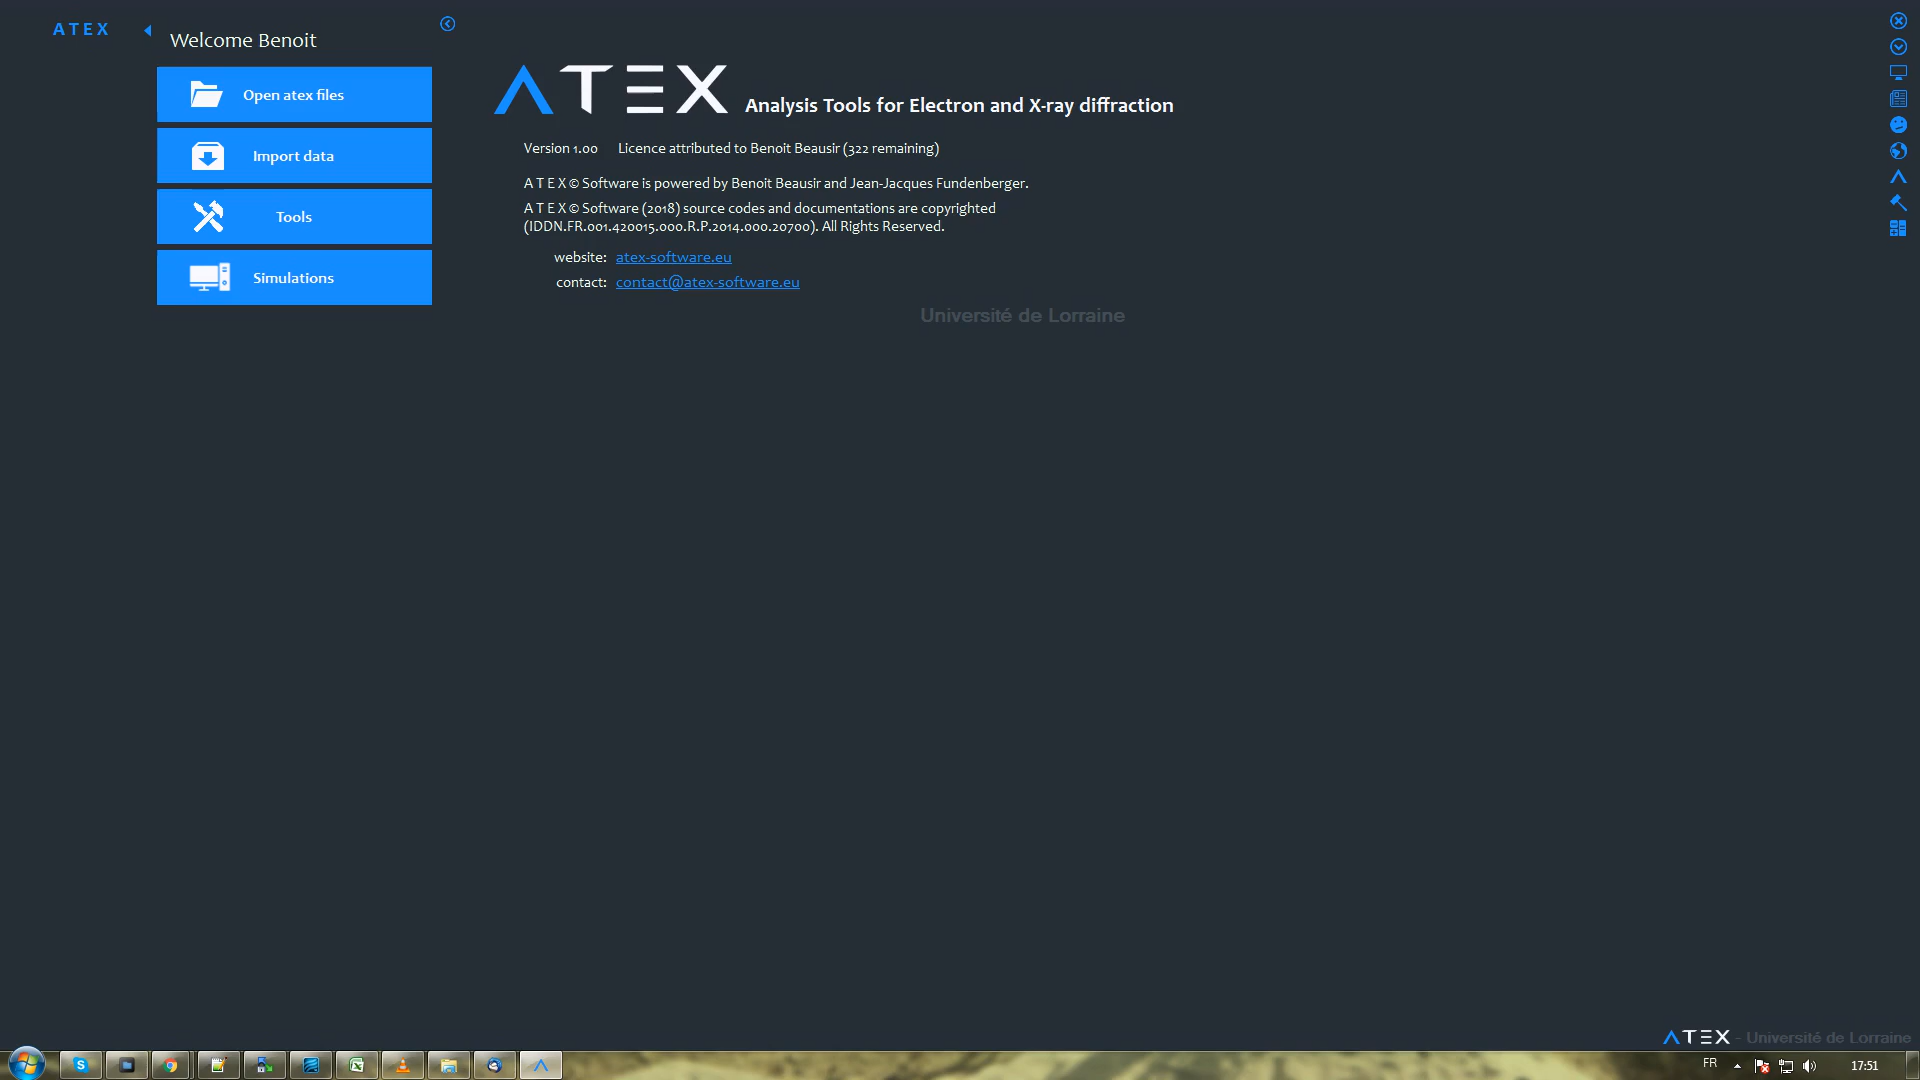 ATEX
Welcome Benoit
Open atex files
Import data
Tools
Simulations
ATEX Analysis Tools for Electron and X-ray diffraction
Version 1.00 Licence attributed to Benoit Beausir (322 remaining)
A T E X © Software is powered by Benoit Beausir and Jean-Jacques Fundenberger.
A T E X © Software (2018) source codes and documentations are copyrighted
(IDDN.FR.001.420015.000.R.P.2014.000.20700). All Rights Reserved.
website: atex-software.eu
contact: contact@atex-software.eu
Université de Lorraine
ATEX - Université de Lorraine
FR
17:51